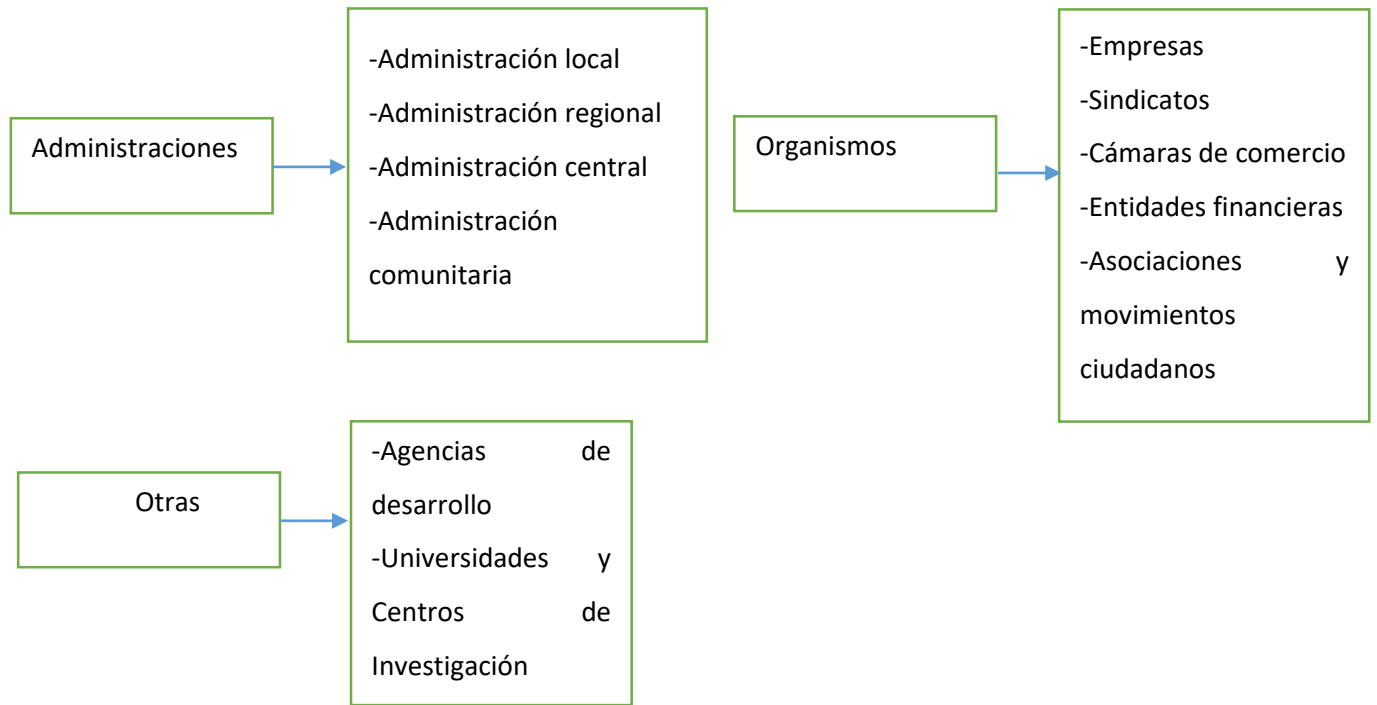 Administraciones
-Administración local
-Administración regional
-Administración central
-Administración
comunitaria
Organismos
-Empresas
-Sindicatos
-Cámaras de comercio
-Entidades financieras
-Asociaciones y
movimientos
ciudadanos
Otras
-Agencias de
desarrollo
-Universidades y
Centros de
Investigación